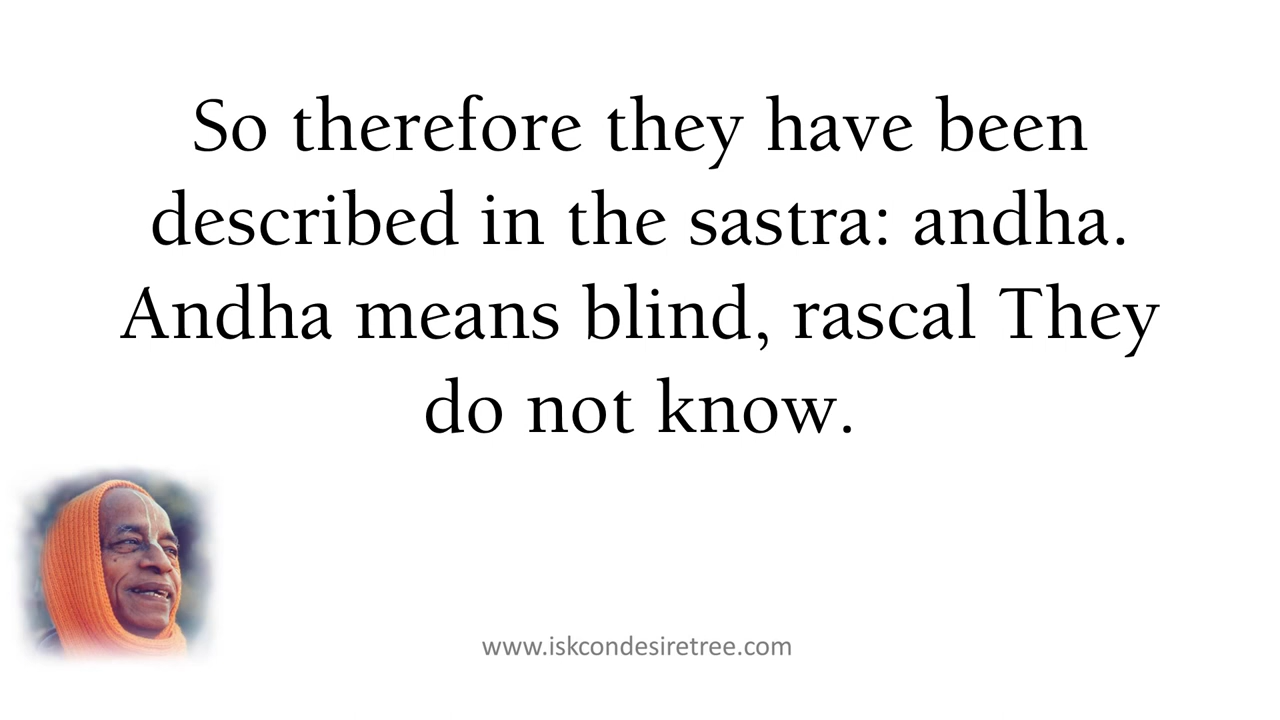 So therefore they have been
described in the sastra: andha.
Andha means blind, rascal They
do not know.
www.iskcondesiretree.com